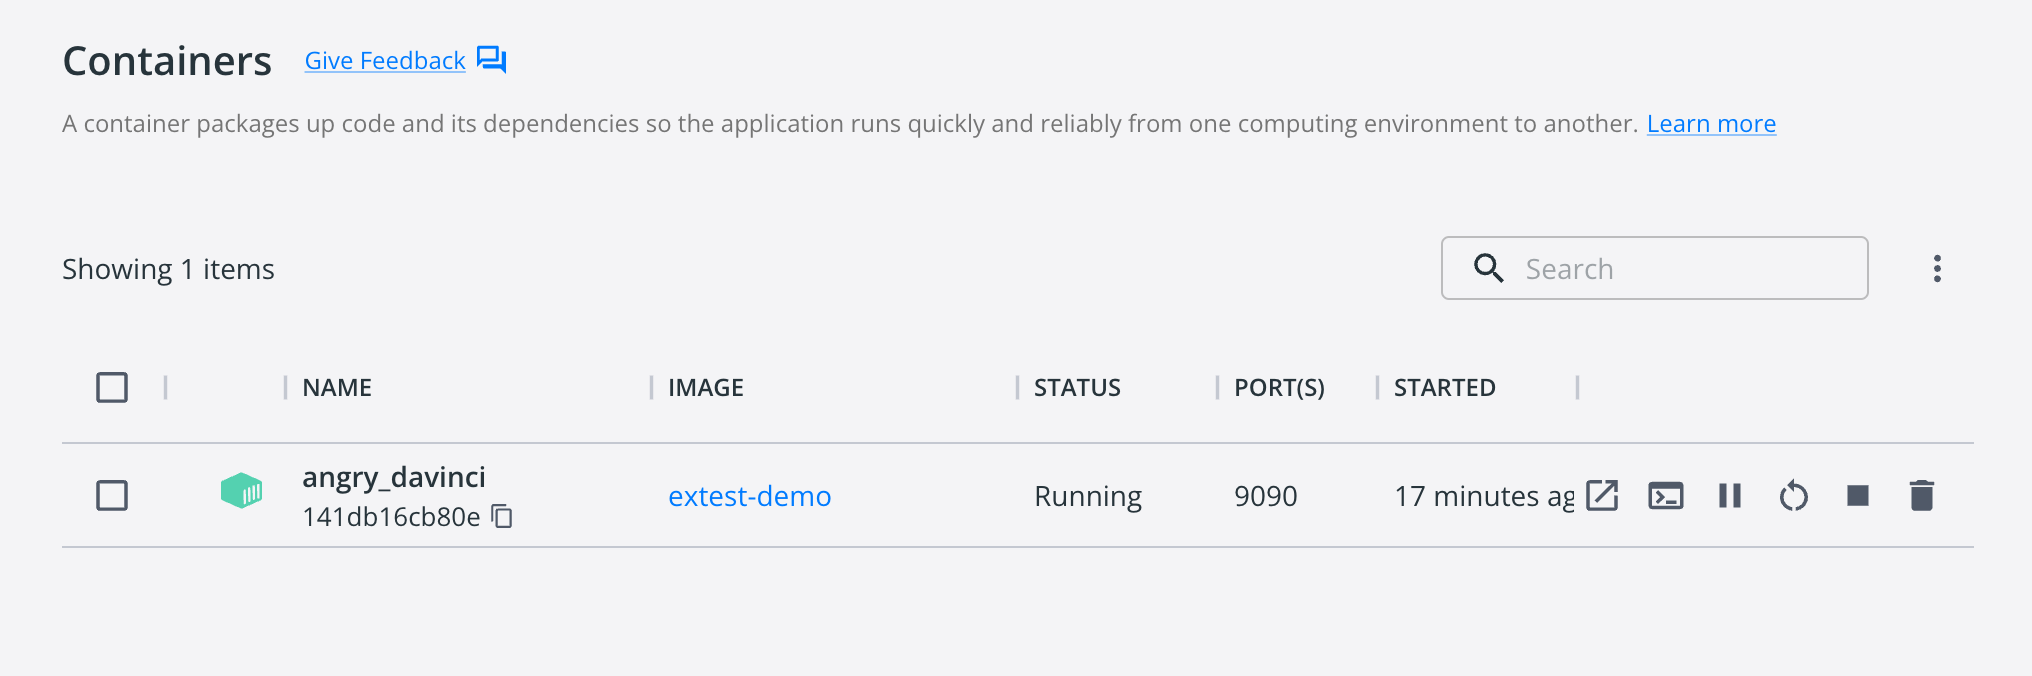 Containers Give Feedback
A container packages up code and its dependencies so the application runs quickly and reliably from one computing environment to another. Learn more
Showing 1 items
Search
NAME IMAGE STATUS PORT(S) STARTED
angry_davinci
141db16cb80e
extest-demo Running 9090 17 minutes ag